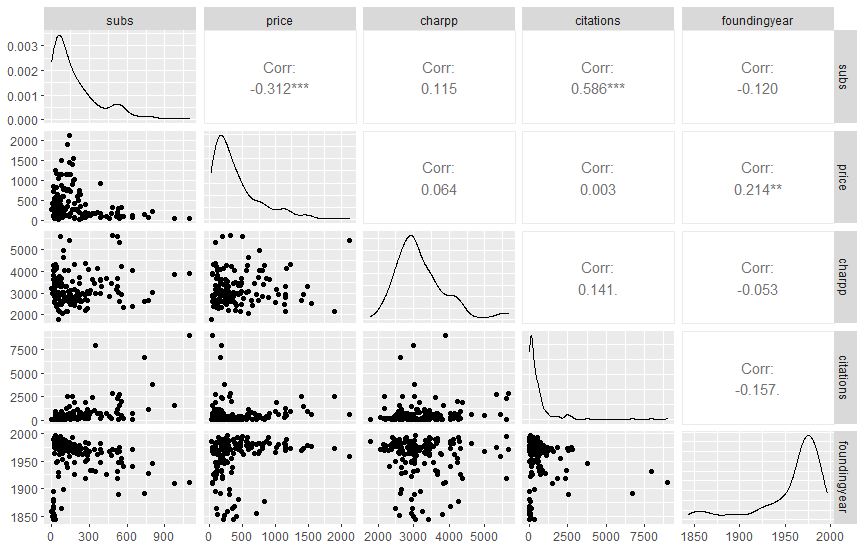 subs price charpp citations foundingyear
0.003
0.002
0.001
0.000
Corr:
-0.312***
Corr:
0.115
Corr:
0.586***
Corr:
-0.120
subs
2000
1500
1000
500
0
Corr:
0.064
Corr:
0.003
Corr:
0.214**
price
5000
4000
3000
2000
Corr:
0.141.
Corr:
-0.053
charpp
7500
5000
2500
0
Corr:
-0.157.
citations
2000
1950
1900
1850
foundingyear
0 300 600 900 0 500 1000 1500 2000 2000 3000 4000 5000 0 2500 5000 7500 1850 1900 1950 2000